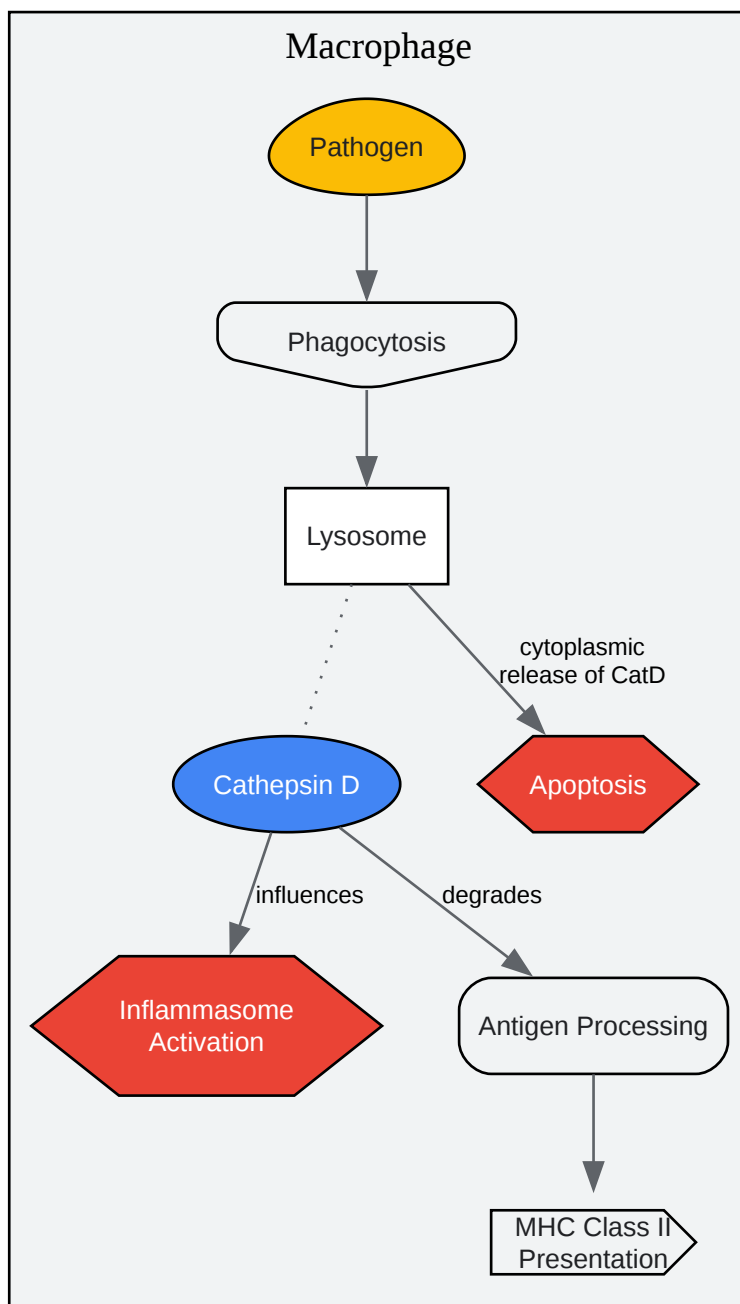 Macrophage
Pathogen
Phagocytosis
Lysosome
cytoplasmic
release of CatD
Cathepsin D
Apoptosis
influences
degrades
Inflammasome
Activation
Antigen Processing
MHC Class II
Presentation